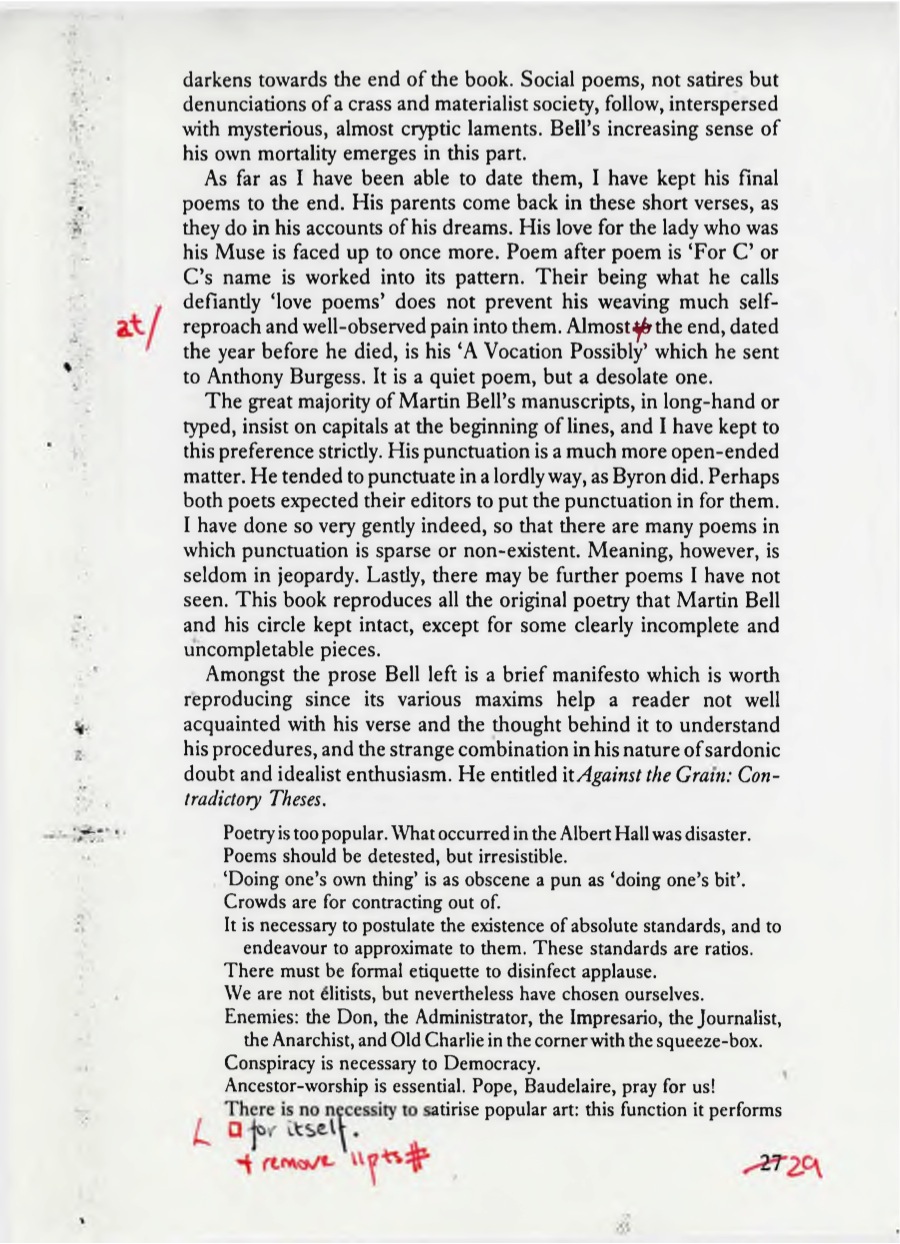 darkens towards the end of the book. Social poems, not satires but
denunciations of a crass and materialist society, follow, interspersed
with mysterious, almost cryptic laments. Bell's increasing sense of
his own mortality emerges in this part.
As far as I have been able to date them, I have kept his final
poems to the end. His parents come back in these short verses, as
they do in his accounts of his dreams. His love for the lady who was
his Muse is faced up to once more. Poem after poem is ‘For C’ or
C's name is worked into its pattern. Their being what he calls
defiantly ‘love poems’ does not prevent his weaving much self-
at/ reproach and well-observed pain into them. Almost the end, dated
the year before he died, is his ‘A Vocation Possibly’ which he sent
to Anthony Burgess. It is a quiet poem, but a desolate one.
The great majority of Martin Bell's manuscripts, in long-hand or
typed, insist on capitals at the beginning of lines, and I have kept to
this preference strictly. His punctuation is a much more open-ended
matter. He tended to punctuate in a lordly way, as Byron did. Perhaps
both poets expected their editors to put the punctuation in for them.
I have done so very gently indeed, so that there are many poems in
which punctuation is sparse or non-existent. Meaning, however, is
seldom in jeopardy. Lastly, there may be further poems I have not
seen. This book reproduces all the original poetry that Martin Bell
and his circle kept intact, except for some clearly incomplete and
uncompletable pieces.
Amongst the prose Bell left is a brief manifesto which is worth
reproducing since its various maxims help a reader not well
acquainted with his verse and the thought behind it to understand
his procedures, and the strange combination in his nature of sardonic
doubt and idealist enthusiasm. He entitled it Against the Grain: Con-
tradictory Theses.
Poetry is too popular. What occurred in the Albert Hall was disaster.
Poems should be detested, but irresistible.
‘Doing one's own thing’ is as obscene a pun as ‘doing one's bit’.
Crowds are for contracting out of.
It is necessary to postulate the existence of absolute standards, and to
endeavour to approximate to them. These standards are ratios.
There must be formal etiquette to disinfect applause.
We are not élitists, but nevertheless have chosen ourselves.
Enemies: the Don, the Administrator, the Impresario, the Journalist,
the Anarchist, and Old Charlie in the corner with the squeeze-box.
Conspiracy is necessary to Democracy.
Ancestor-worship is essential. Pope, Baudelaire, pray for us!
There is no necessity to satirise popular art: this function it performs
for itself.
+ remove 11pts #
27 29